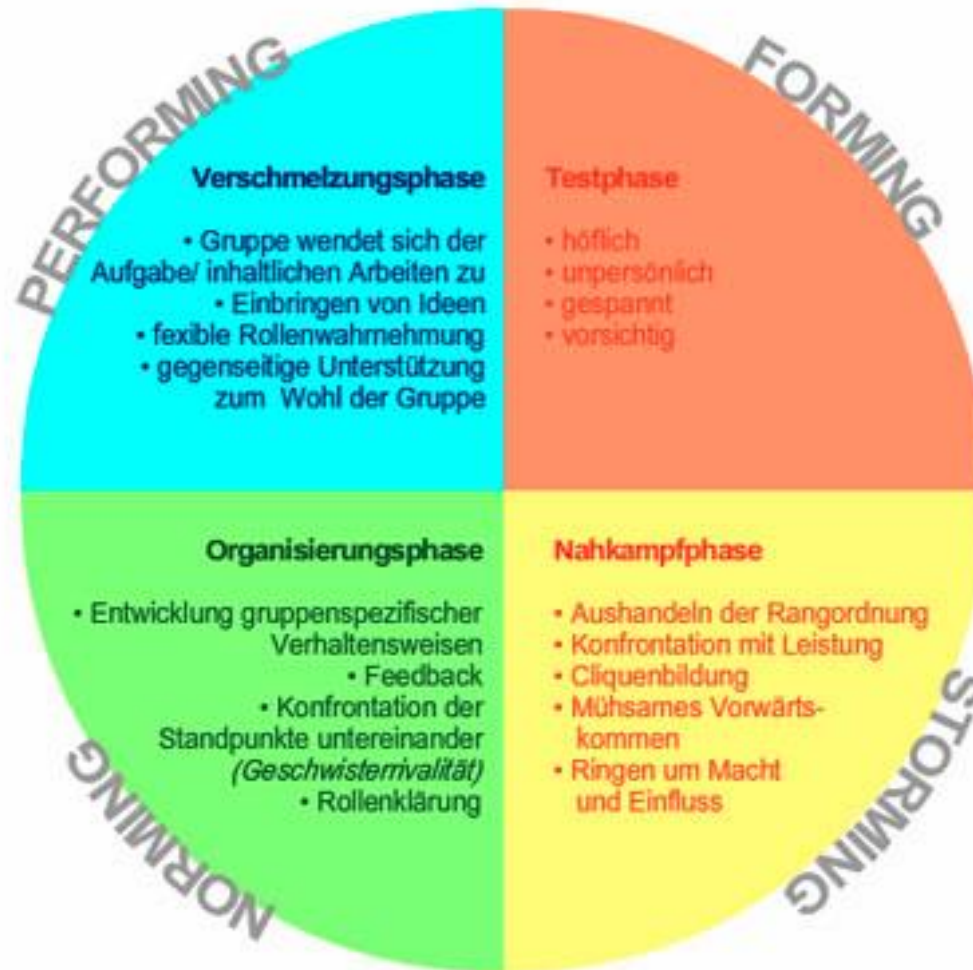 PERFORMING
Verschmelzungsphase
• Gruppe wendet sich der
Aufgabe/ inhaltlichen Arbeiten zu
• Einbringen von Ideen
• fexible Rollenwahrnehmung
• gegenseitige Unterstützung
zum Wohl der Gruppe
FORMING
Testphase
• höflich
• unpersönlich
• gespannt
• vorsichtig
NORMING
Organisierungsphase
• Entwicklung gruppenspezifischer
Verhaltensweisen
• Feedback
• Konfrontation der
Standpunkte untereinander
(Geschwisterrivalität)
• Rollenklärung
STORMING
Nahkampfphase
• Aushandeln der Rangordnung
• Konfrontation mit Leistung
• Cliquenbildung
• Mühsames Vorwärts-
kommen
• Ringen um Macht
und Einfluss